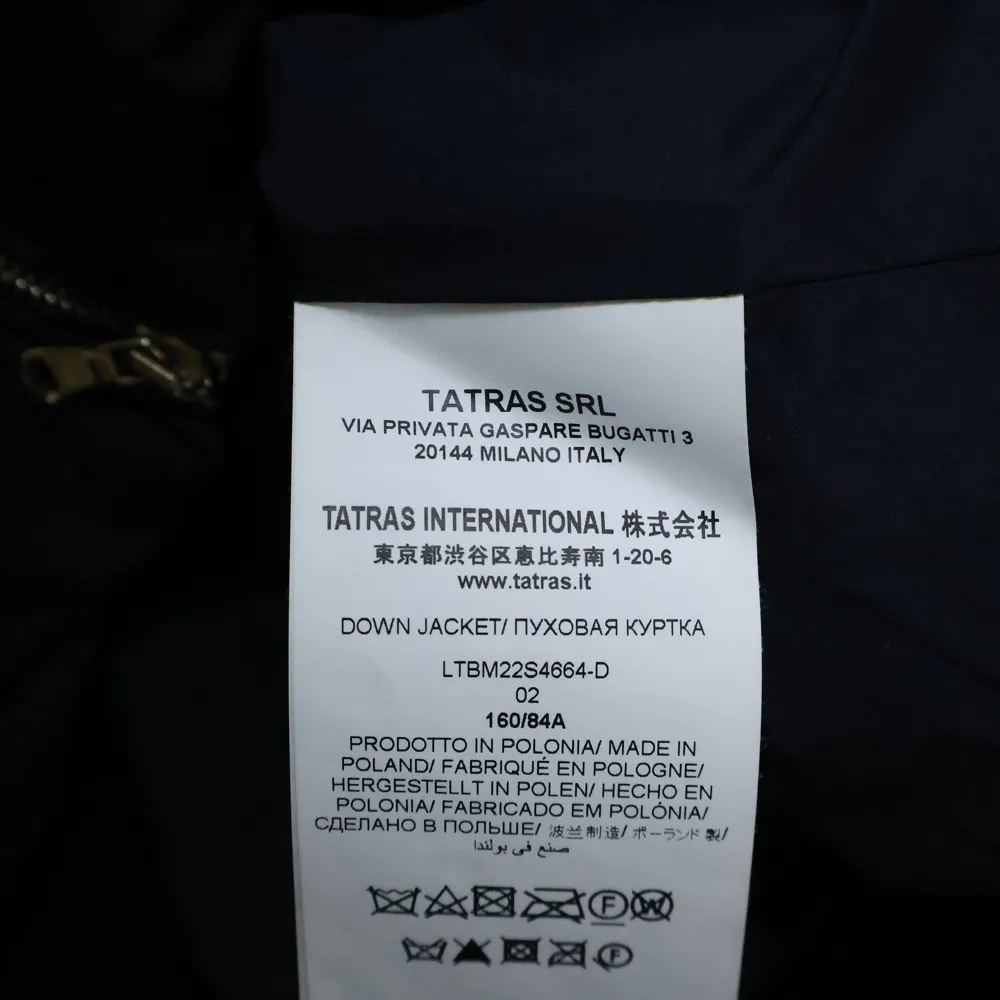 TATRAS SRL
VIA PRIVATA GASPARE BUGATTI 3
20144 MILANO ITALY
TATRAS INTERNATIONAL 株式会社
東京都渋谷区恵比寿南 1-20-6
www.tatras.it
DOWN JACKET/ ПУХОВАЯ КУРТКА
LTBM22S4664-D
02
160/84A
PRODOTTO IN POLONIA/ MADE IN
POLAND/ FABRIQUÉ EN POLOGNE/
HERGESTELLT IN POLEN/ HECHO EN
POLONIA/ FABRICADO EM POLÓNIA/
СДЕЛАНО В ПОЛЬШЕ/ 波兰制造/ ポーランド 製/
صنع في بولندا
F W
F